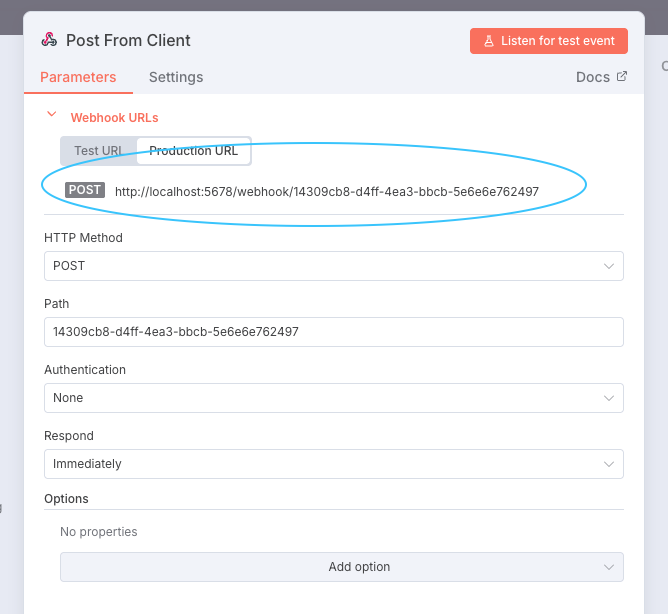 Post From Client
Listen for test event
Parameters
Settings
Docs
Webhook URLs
Test URL
Production URL
POST
http://localhost:5678/webhook/14309cb8-d4ff-4ea3-bbcb-5e6e6e762497
HTTP Method
POST
Path
14309cb8-d4ff-4ea3-bbcb-5e6e6e762497
Authentication
None
Respond
Immediately
Options
No properties
Add option